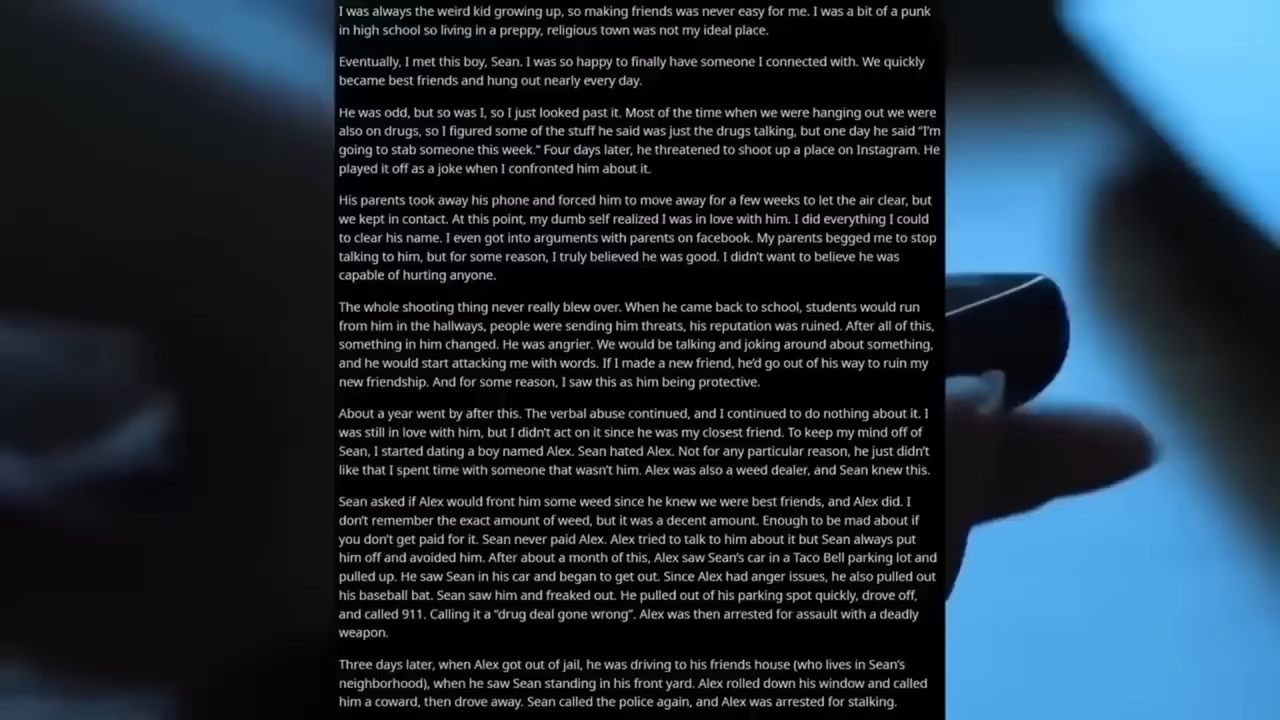 I was always the weird kid growing up, so making friends was never easy for me. I was a bit of a punk
in high school so living in a preppy, religious town was not my ideal place.
Eventually, I met this boy, Sean. I was so happy to finally have someone I connected with. We quickly
became best friends and hung out nearly every day.
He was odd, but so was I, so I just looked past it. Most of the time when we were hanging out we were
also on drugs, so I figured some of the stuff he said was just the drugs talking, but one day he said “I’m
going to stab someone this week.” Four days later, he threatened to shoot up a place on Instagram. He
played it off as a joke when I confronted him about it.
His parents took away his phone and forced him to move away for a few weeks to let the air clear, but
we kept in contact. At this point, my dumb self realized I was in love with him. I did everything I could
to clear his name. I even got into arguments with parents on facebook. My parents begged me to stop
talking to him, but for some reason, I truly believed he was good. I didn’t want to believe he was
capable of hurting anyone.
The whole shooting thing never really blew over. When he came back to school, students would run
from him in the hallways, people were sending him threats, his reputation was ruined. After all of this,
something in him changed. He was angrier. We would be talking and joking around about something,
and he would start attacking me with words. If I made a new friend, he’d go out of his way to ruin my
new friendship. And for some reason, I saw this as him being protective.
About a year went by after this. The verbal abuse continued, and I continued to do nothing about it. I
was still in love with him, but I didn’t act on it since he was my closest friend. To keep my mind off of
Sean, I started dating a boy named Alex. Sean hated Alex. Not for any particular reason, he just didn’t
like that I spent time with someone that wasn’t him. Alex was also a weed dealer, and Sean knew this.
Sean asked if Alex would front him some weed since he knew we were best friends, and Alex did. I
don’t remember the exact amount of weed, but it was a decent amount. Enough to be mad about if
you don’t get paid for it. Sean never paid Alex. Alex tried to talk to him about it but Sean always put
him off and avoided him. After about a month of this, Alex saw Sean’s car in a Taco Bell parking lot and
pulled up. He saw Sean in his car and began to get out. Since Alex had anger issues, he also pulled out
his baseball bat. Sean saw him and freaked out. He pulled out of his parking spot quickly, drove off,
and called 911. Calling it a “drug deal gone wrong”. Alex was then arrested for assault with a deadly
weapon.
Three days later, when Alex got out of jail, he was driving to his friends house (who lives in Sean’s
neighborhood), when he saw Sean standing in his front yard. Alex rolled down his window and called
him a coward, then drove away. Sean called the police again, and Alex was arrested for stalking.